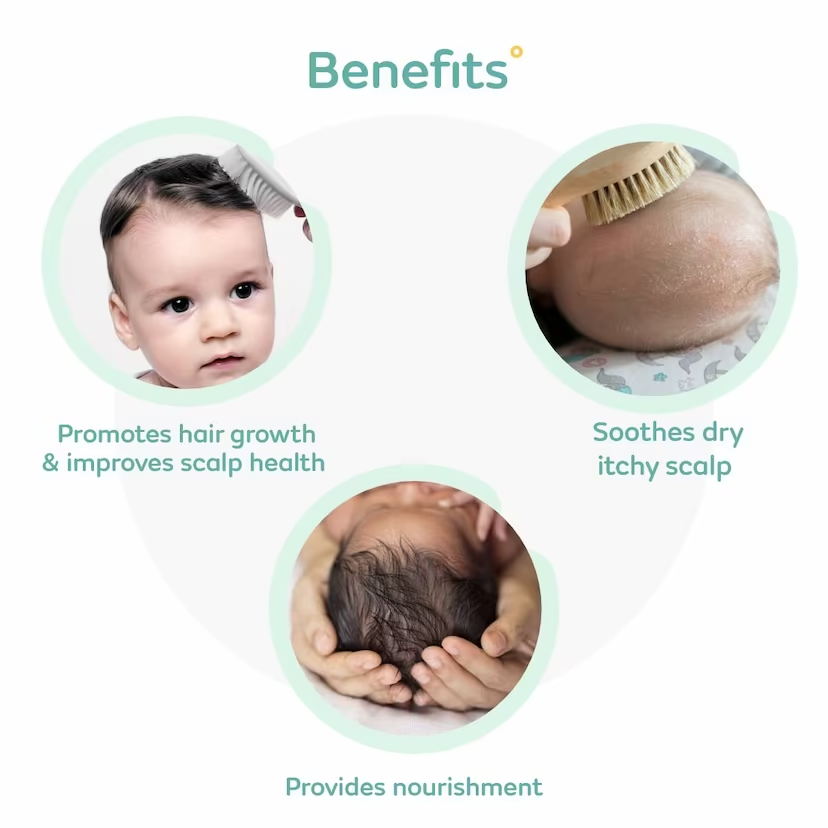 Benefits
Promotes hair growth
& improves scalp health
Soothes dry
itchy scalp
Provides nourishment